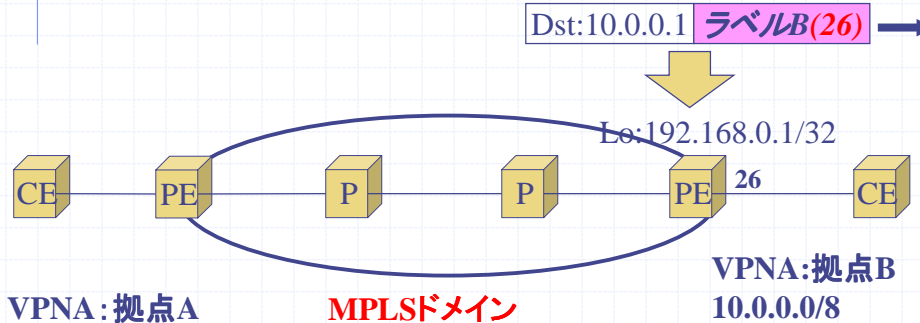 Dst:10.0.0.1 ラベルB(26)
Lo:192.168.0.1/32
CE PE P P PE 26 CE
VPNA:拠点A
MPLSドメイン
VPNA:拠点B
10.0.0.0/8